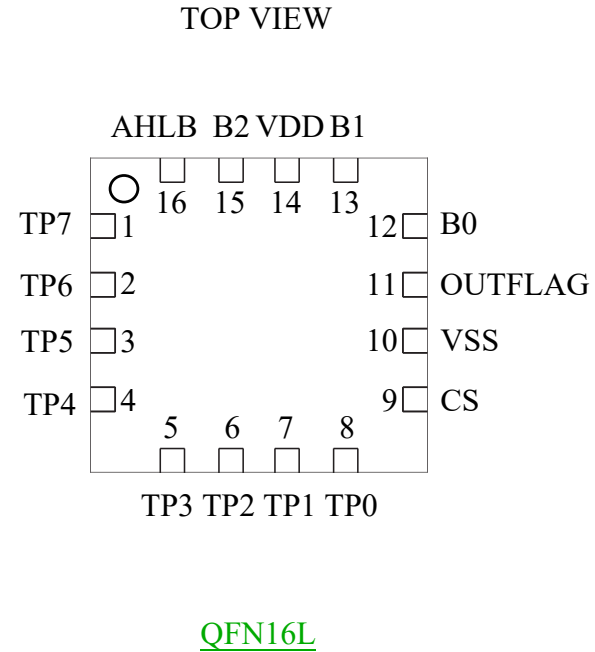 TOP VIEW
AHLB B2 VDD B1
16 15 14 13
TP7 1 12 B0
TP6 2 11 OUTFLAG
TP5 3 10 VSS
TP4 4 9 CS
5 6 7 8
TP3 TP2 TP1 TP0
QFN16L